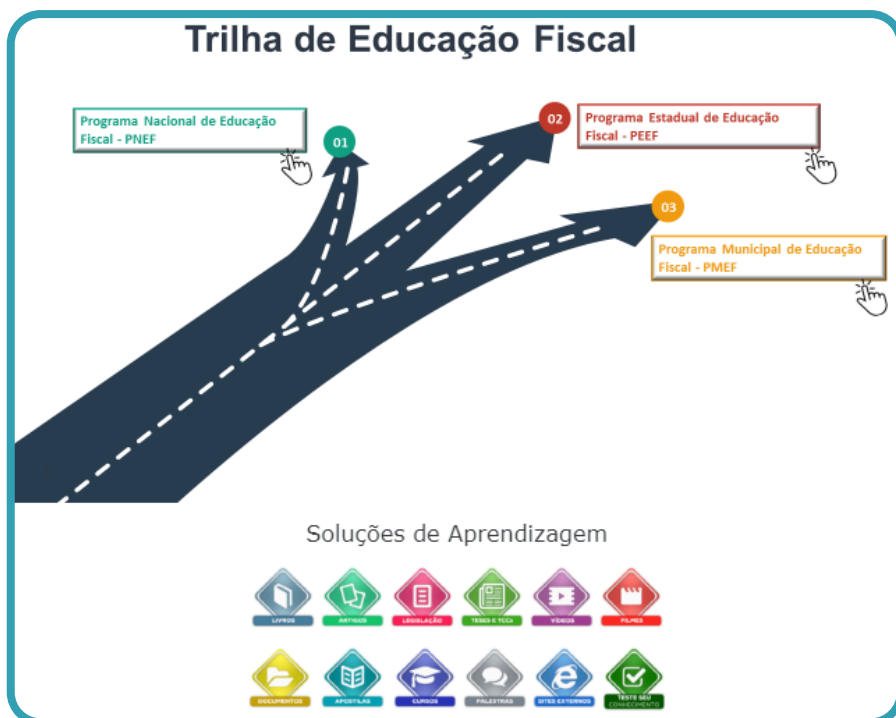 Trilha de Educação Fiscal
Programa Nacional de Educação
Fiscal - PNEF
01
02
Programa Estadual de Educação
Fiscal - PEEF
03
Programa Municipal de Educação
Fiscal - PMEF
Soluções de Aprendizagem
LIVROS
ARTIGOS
LEGISLAÇÃO
TESES E TCCs
VÍDEOS
FILMES
DOCUMENTOS
APOSTILAS
CURSOS
PALESTRAS
SITES EXTERNOS
TESTE SEU
CONHECIMENTO